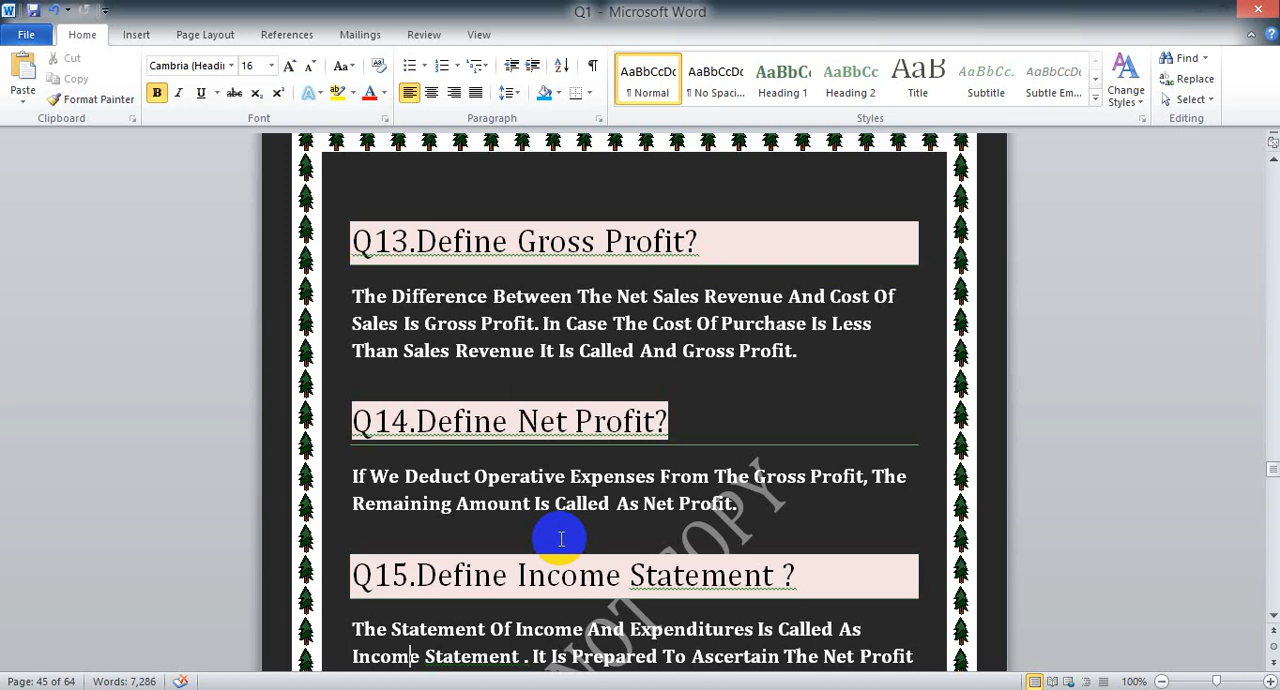 Q1 - Microsoft Word
File Home Insert Page Layout References Mailings Review View
Paste
Cut
Copy
Format Painter
Clipboard
Cambria (Headi 16
Font
Paragraph
AaBbCcDc
¶ Normal
AaBbCcDc
¶ No Spaci...
AaBbC
Heading 1
AaBbCc
Heading 2
AaB
Title
AaBbCcI
Subtitle
AaBbCcDc
Subtle Em...
Change
Styles
Styles
Find
Replace
Select
Editing
Q13.Define Gross Profit?
The Difference Between The Net Sales Revenue And Cost Of
Sales Is Gross Profit. In Case The Cost Of Purchase Is Less
Than Sales Revenue It Is Called And Gross Profit.
Q14.Define Net Profit?
If We Deduct Operative Expenses From The Gross Profit, The
Remaining Amount Is Called As Net Profit.
Q15.Define Income Statement ?
The Statement Of Income And Expenditures Is Called As
Income Statement . It Is Prepared To Ascertain The Net Profit
NOT COPY
Page: 45 of 64 Words: 7,286 100%